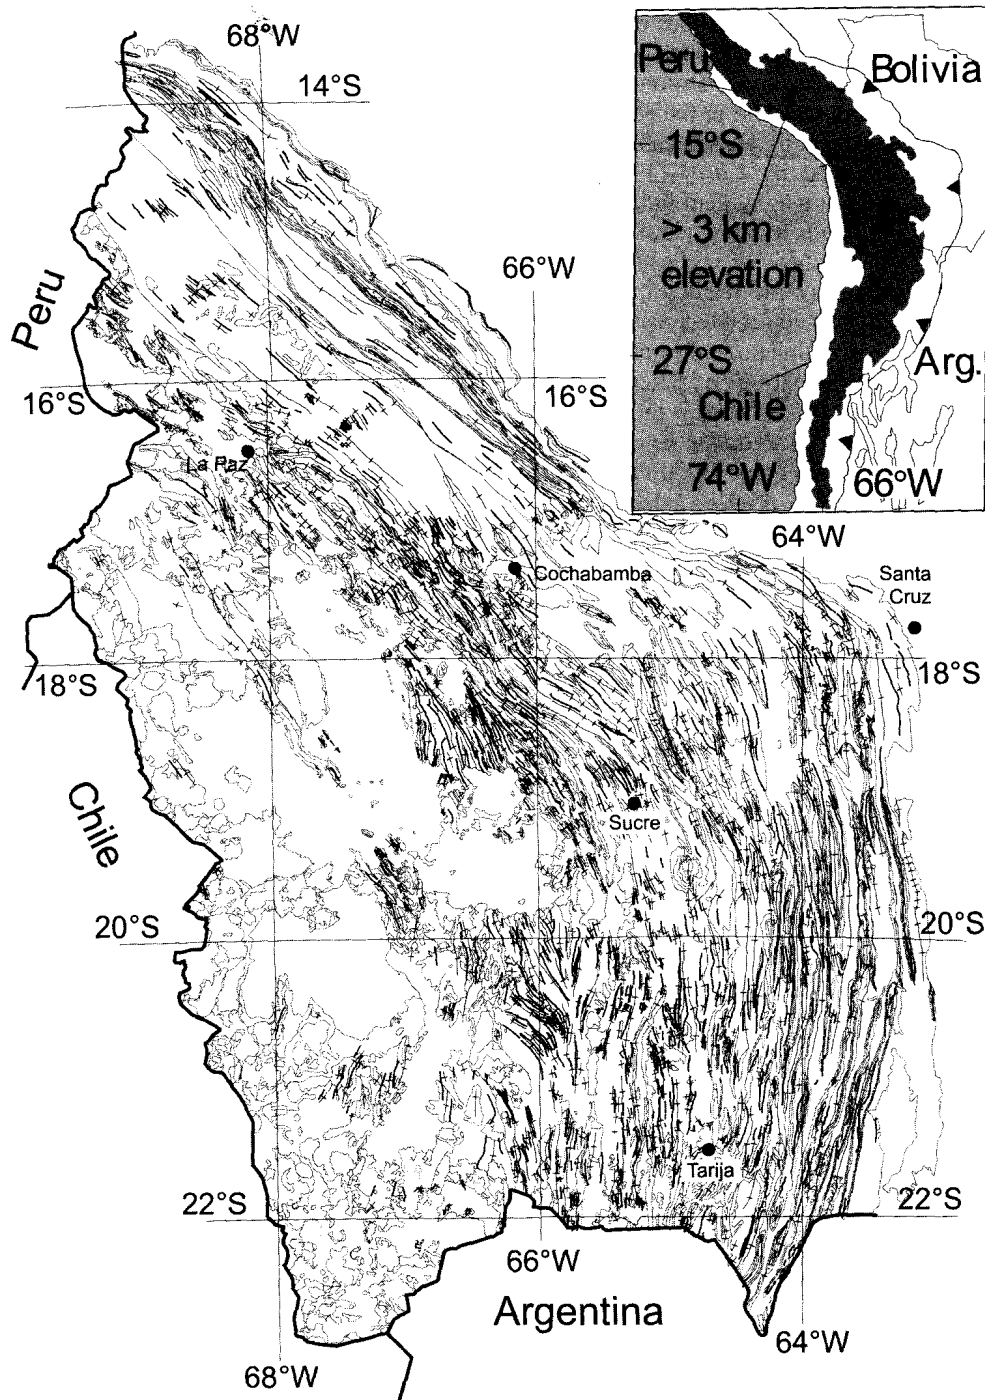 68°W
14°S
Peru
Bolivia
15°S
> 3 km
elevation
27°S
Arg.
Chile
74°W
66°W
66°W
Peru
16°S
16°S
La Paz
64°W
Cochabamba
Santa
Cruz
18°S
18°S
Chile
Sucre
20°S
20°S
Tarija
22°S
22°S
66°W
Argentina
64°W
68°W